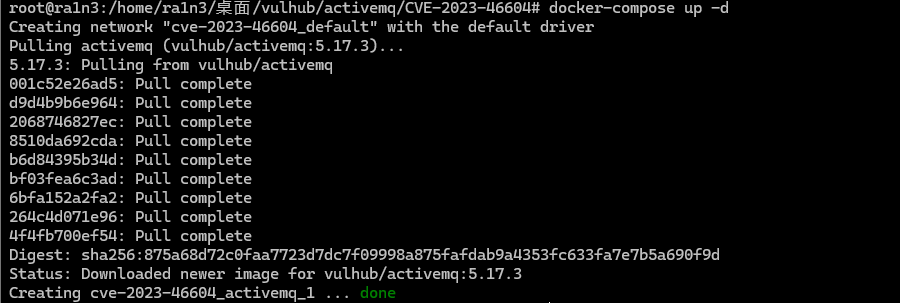 root@ra1n3:/home/ra1n3/桌面/vulhub/activemq/CVE-2023-46604# docker-compose up -d
Creating network "cve-2023-46604_default" with the default driver
Pulling activemq (vulhub/activemq:5.17.3)...
5.17.3: Pulling from vulhub/activemq
001c52e26ad5: Pull complete
d9d4b9b6e964: Pull complete
2068746827ec: Pull complete
8510da692cda: Pull complete
b6d84395b34d: Pull complete
bf03fea6c3ad: Pull complete
6bfa152a2fa2: Pull complete
264c4d071e96: Pull complete
4f4fb700ef54: Pull complete
Digest: sha256:875a68d72c0faa7723d7dc7f09998a875fafdab9a4353fc633fa7e7b5a690f9d
Status: Downloaded newer image for vulhub/activemq:5.17.3
Creating cve-2023-46604_activemq_1 ... done